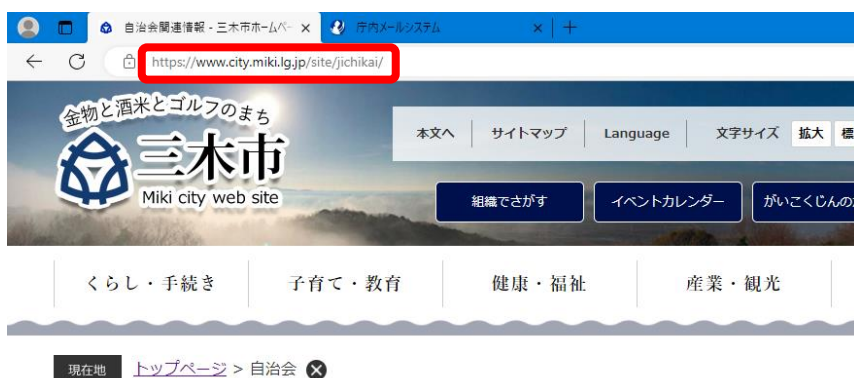 自治会関連情報 - 三木市ホームペー
庁内メールシステム
https://www.city.miki.lg.jp/site/jichikai/
金物と酒米とゴルフのまち
三木市
Miki city web site
本文へ サイトマップ Language 文字サイズ 拡大 標
組織でさがす イベントカレンダー がいこくじんの
くらし・手続き 子育て・教育 健康・福祉 産業・観光
現在地 トップページ > 自治会